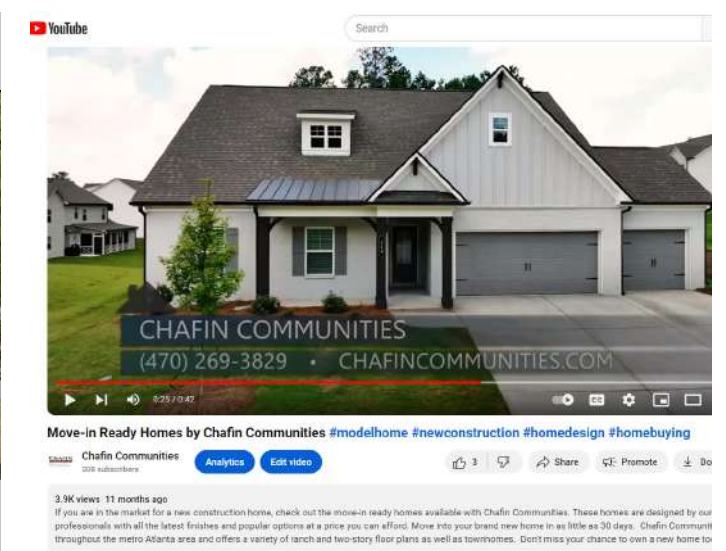 YouTube
Search
CHAFIN COMMUNITIES
(470) 269-3829 • CHAFINCOMMUNITIES.COM
0:25 / 0:42
CC
Move-in Ready Homes by Chafin Communities #modelhome #newconstruction #homedesign #homebuying
Chafin Communities
subscribers
Analytics
Edit video
3
Share
Promote
Do
3.9K views 11 months ago
If you are in the market for a new construction home, check out the move-in ready homes available with Chafin Communities. These homes are designed by our
professionals with all the latest finishes and popular options at a price you can afford. Move into your brand new home in as little as 30 days. Chafin Communit
throughout the metro Atlanta area and offers a variety of ranch and two-story floor plans as well as townhomes. Don't miss your chance to own a new home to